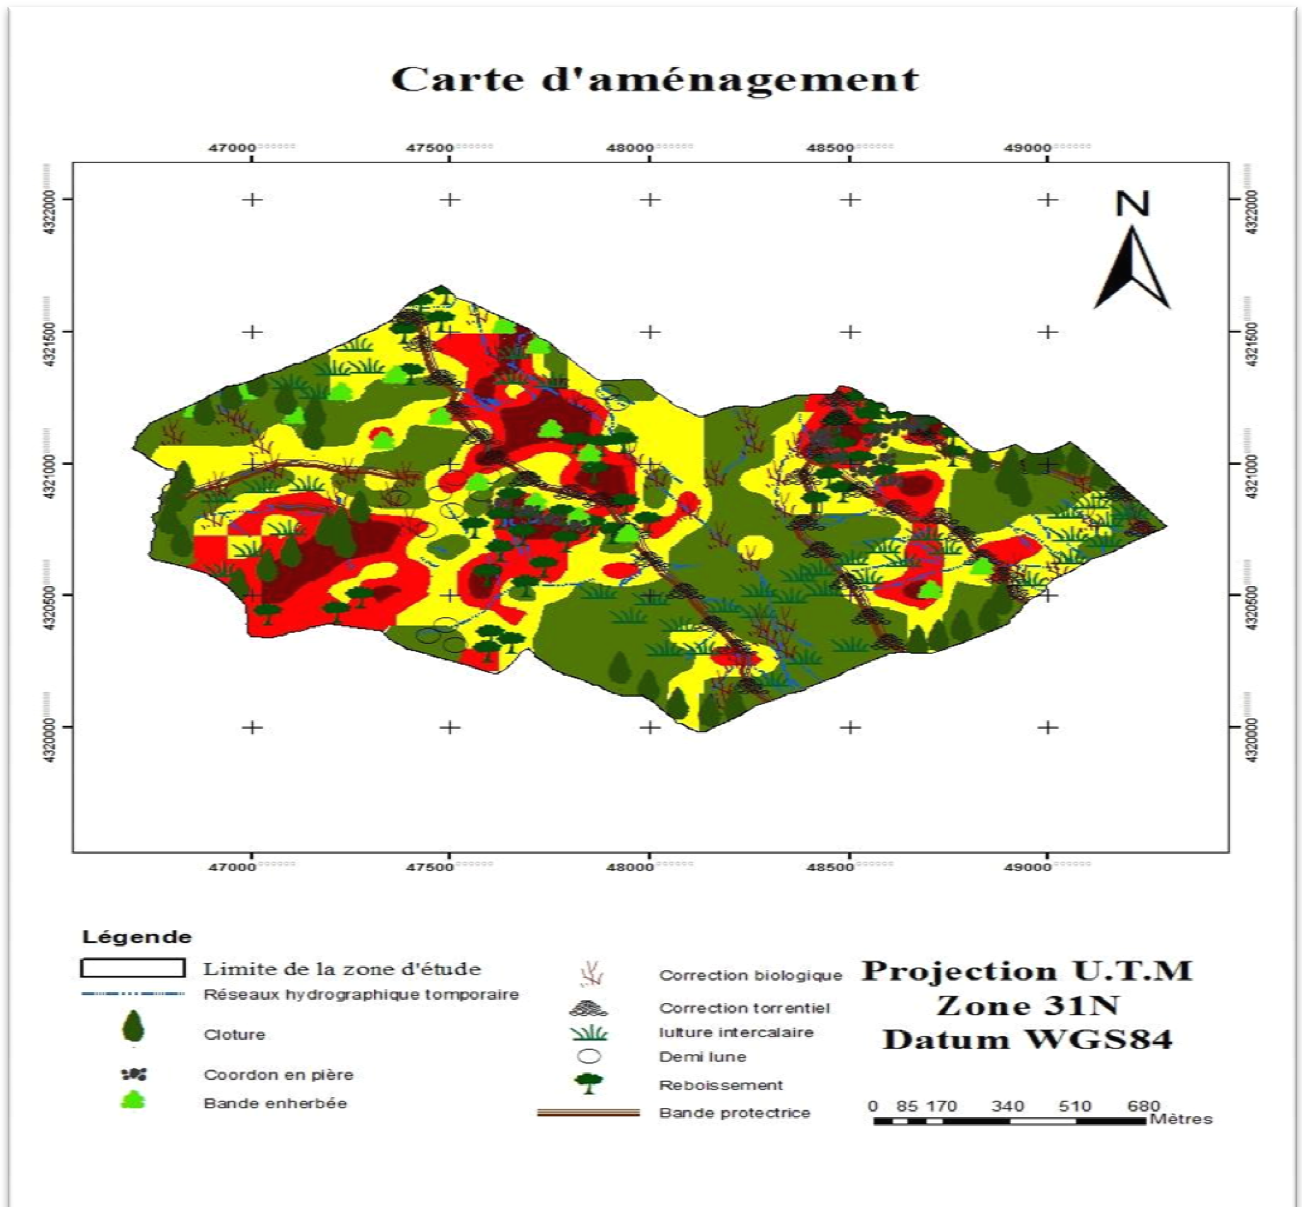 Carte d'aménagement
47000 47500 48000 48500 49000
N
4322000 4322000
4321500 4321500
4321000 4321000
4320500 4320500
4320000 4320000
47000 47500 48000 48500 49000
Légende
Limite de la zone d'étude
Réseaux hydrographique tomporaire
Cloture
Coordon en pière
Bande enherbée
Correction biologique
Correction torrentiel
lulture intercalaire
Demi lune
Reboissement
Bande protectrice
Projection U.T.M
Zone 31N
Datum WGS84
0 85 170 340 510 680
Mètres